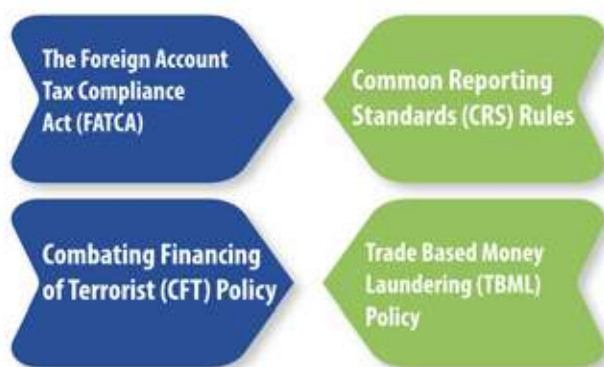 The Foreign Account
Tax Compliance
Act (FATCA)
Common Reporting
Standards (CRS) Rules
Combating Financing
of Terrorist (CFT) Policy
Trade Based Money
Laundering (TBML)
Policy